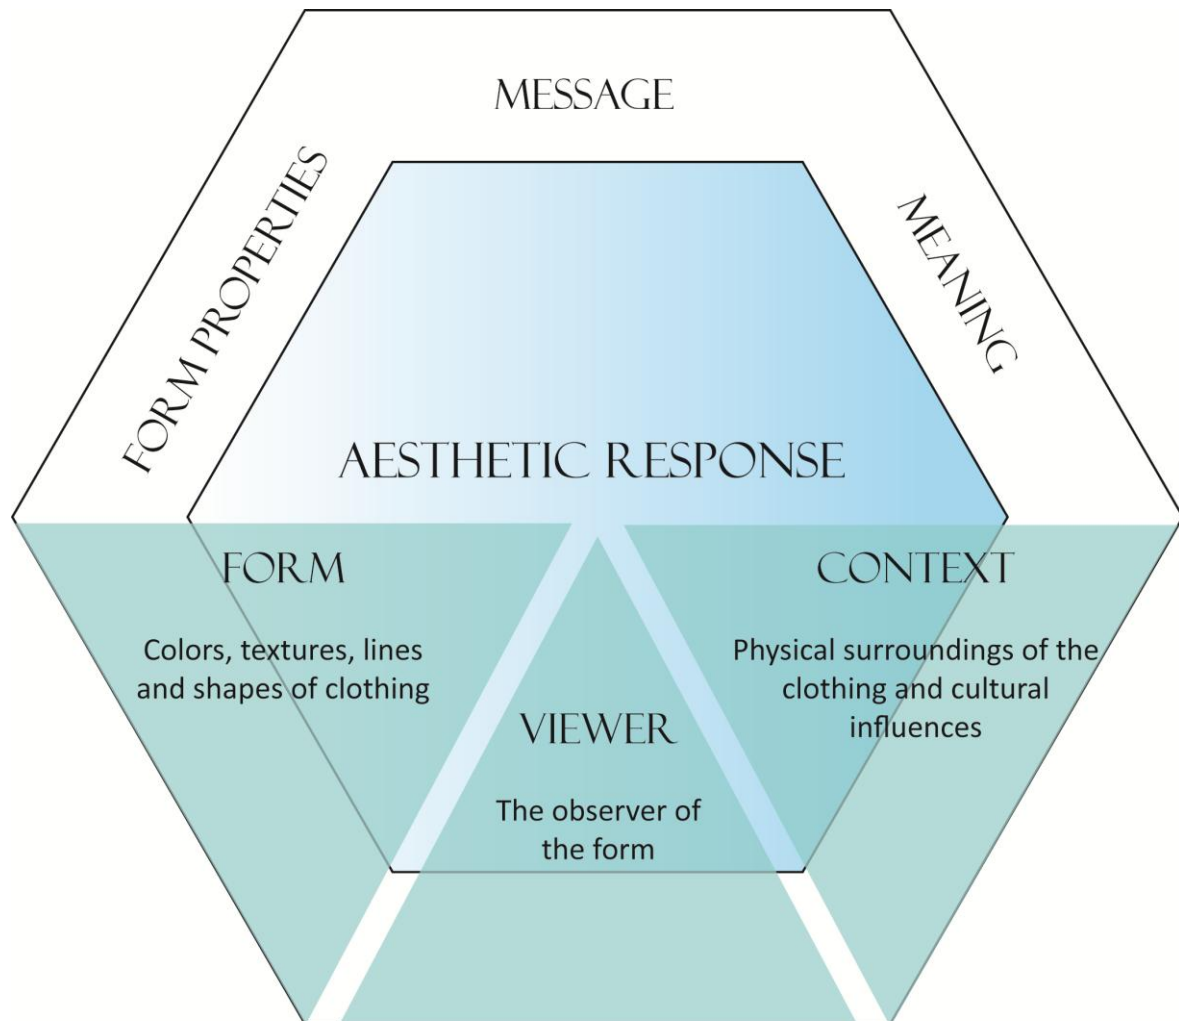 MESSAGE
FORM PROPERTIES
MEANING
AESTHETIC RESPONSE
FORM
Colors, textures, lines
and shapes of clothing
VIEWER
The observer of
the form
CONTEXT
Physical surroundings of the
clothing and cultural
influences